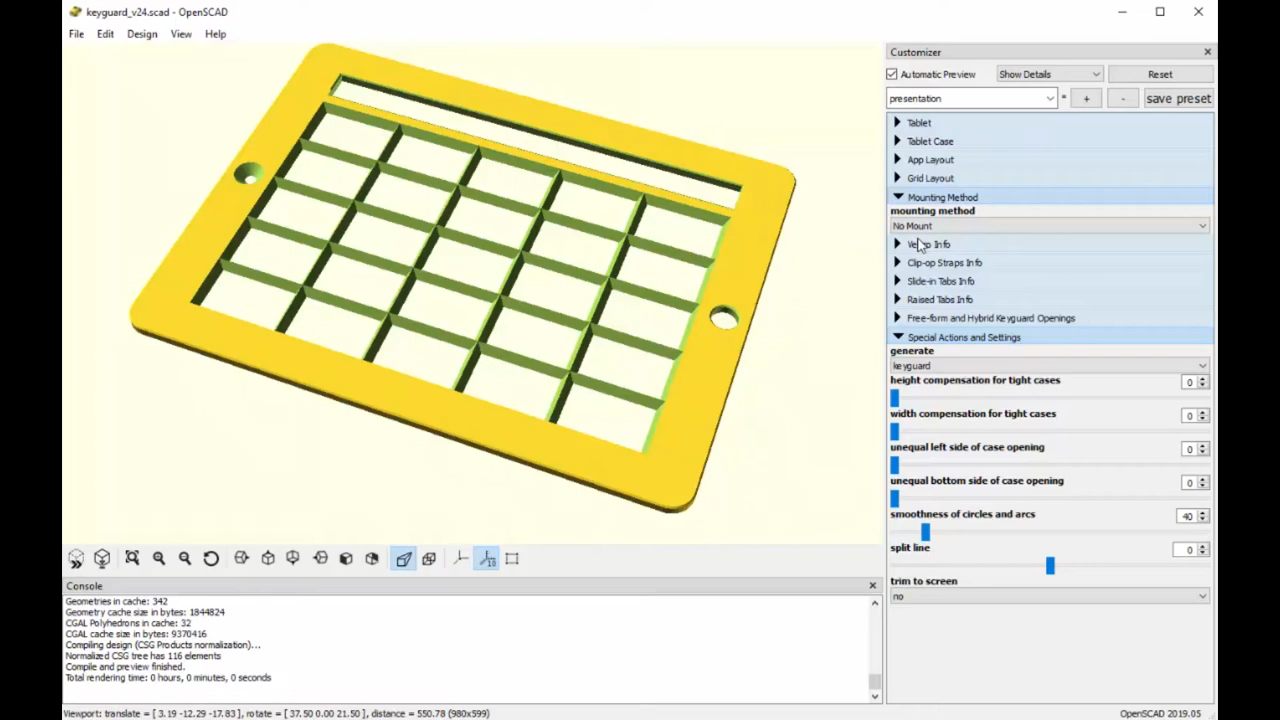 keyguard_v24.scad - OpenSCAD
File Edit Design View Help
Customizer
Automatic Preview Show Details Reset
presentation * + - save preset
Tablet
Tablet Case
App Layout
Grid Layout
Mounting Method
mounting method
No Mount
Info
Clip-op Straps Info
Slide-in Tabs Info
Raised Tabs Info
Free-form and Hybrid Keyguard Openings
Special Actions and Settings
generate
keyguard
height compensation for tight cases 0
width compensation for tight cases 0
unequal left side of case opening 0
unequal bottom side of case opening 0
smoothness of circles and arcs 40
split line 0
trim to screen
no
Console
Geometries in cache: 342
Geometry cache size in bytes: 1844824
CGAL Polyhedrons in cache: 32
CGAL cache size in bytes: 9370416
Compiling design (CSG Products normalization)...
Normalized CSG tree has 116 elements
Compile and preview finished.
Total rendering time: 0 hours, 0 minutes, 0 seconds
Viewport: translate = [ 3.19 -12.29 -17.83 ], rotate = [ 37.50 0.00 21.50 ], distance = 550.78 (980x599)
OpenSCAD 2019.05